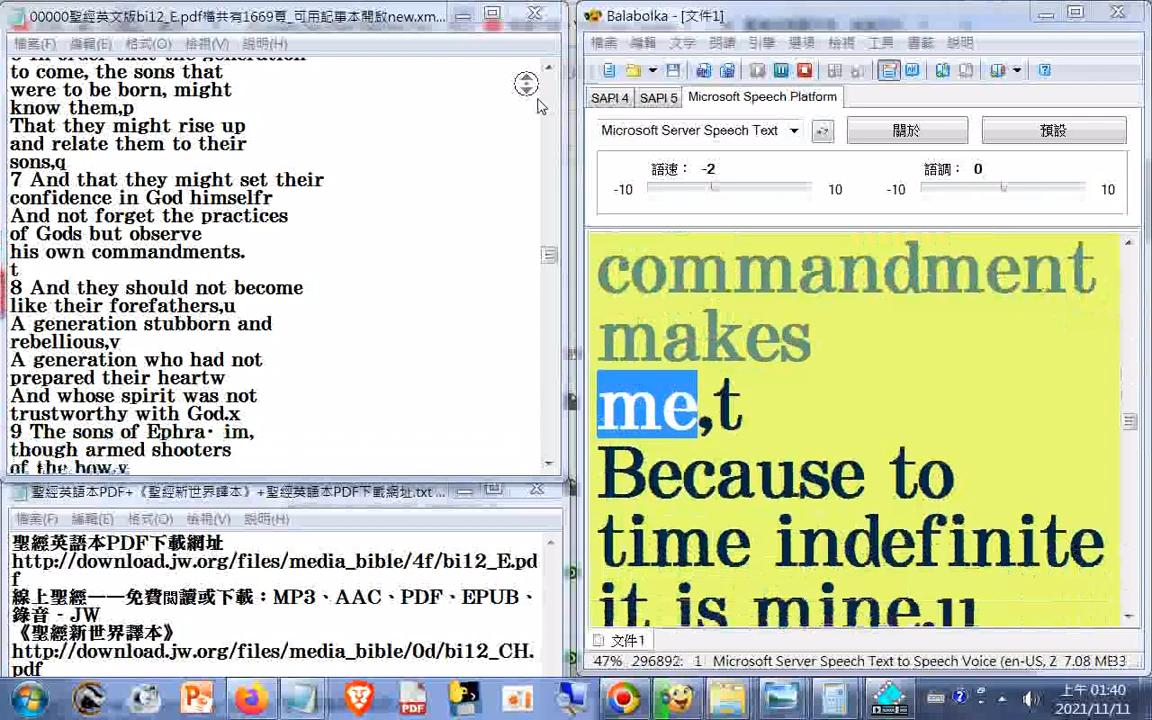 00000聖經英文版bi12_E.pdf檔共有1669頁_可用記事本開啟new.xm...
檔案(F) 編輯(E) 格式(O) 檢視(V) 說明(H)
to come, the sons that
were to be born, might
know them,p
That they might rise up
and relate them to their
sons,q
7 And that they might set their
confidence in God himselfr
And not forget the practices
of Gods but observe
his own commandments.
t
8 And they should not become
like their forefathers,u
A generation stubborn and
rebellious,v
A generation who had not
prepared their heartw
And whose spirit was not
trustworthy with God.x
9 The sons of Ephra· im,
though armed shooters
of the bow,y
聖經英語本PDF+《聖經新世界譯本》+聖經英語本PDF下載網址.txt ...
檔案(F) 編輯(E) 格式(O) 檢視(V) 說明(H)
聖經英語本PDF下載網址
http://download.jw.org/files/media_bible/4f/bi12_E.pd
f
線上聖經——免費閱讀或下載：MP3、AAC、PDF、EPUB、
錄音 - JW
《聖經新世界譯本》
http://download.jw.org/files/media_bible/0d/bi12_CH.
pdf
Balabolka - [文件1]
檔案 編輯 文字 朗讀 引擎 選項 檢視 工具 書籤 說明
SAPI 4 SAPI 5 Microsoft Speech Platform
Microsoft Server Speech Text 關於 預設
語速： -2 語調： 0
-10 10 -10 10
commandment
makes
me,t
Because to
time indefinite
it is mine.u
文件1
47% 296892: 1 Microsoft Server Speech Text to Speech Voice (en-US, Z 7.08 MB
上午 01:40
2021/11/11